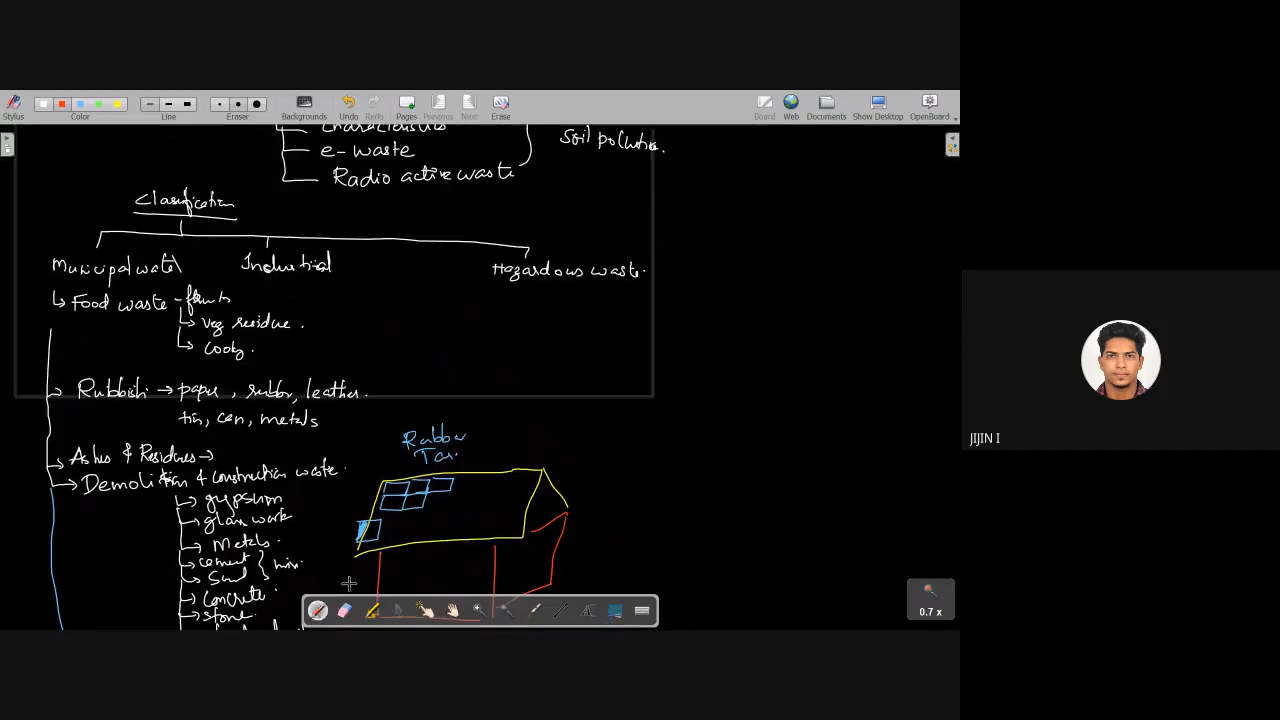 Stylus Color Line Eraser Backgrounds Undo Redo Pages Previous Next Erase Board Web Documents Show Desktop OpenBoard
characteristics
e-waste
Radio active waste
Soil pollution.
Classification
Municipal waste
Industrial
Hazardous waste.
Food waste -
veg residue.
Rubbish → paper, rubber, leather.
tin, can, metals
Ashes & Residues →
Demolition & construction waste.
gypsum
glass work
Metals.
cement
Sand
Concrete.
stone.
Rubber
JIJIN I
0.7 x